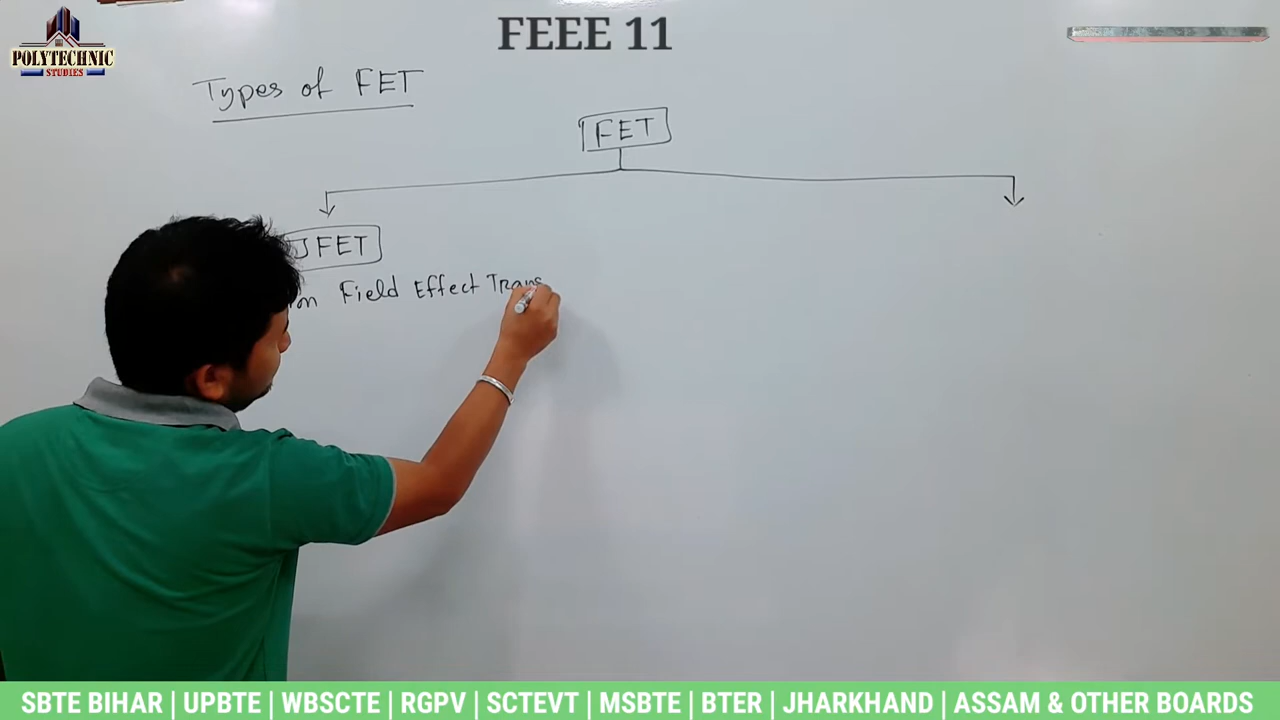 POLYTECHNIC
STUDIES
FEEE 11
Types of FET
FET
JFET
Field Effect Trans
SBTE BIHAR | UPBTE | WBSCTE | RGPV | SCTEVT | MSBTE | BTER | JHARKHAND | ASSAM & OTHER BOARDS